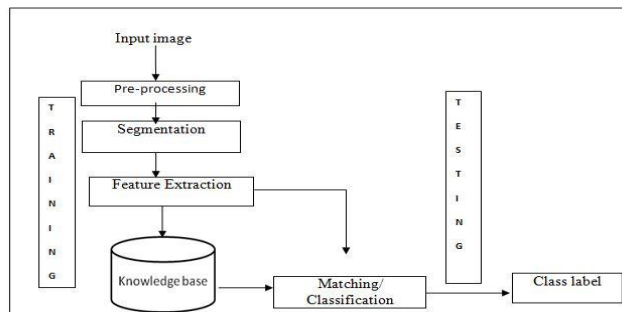 Input image
Pre-processing
Segmentation
Feature Extraction
Knowledge base
Matching/
Classification
Class label
T
R
A
I
N
I
N
G
T
E
S
T
I
N
G